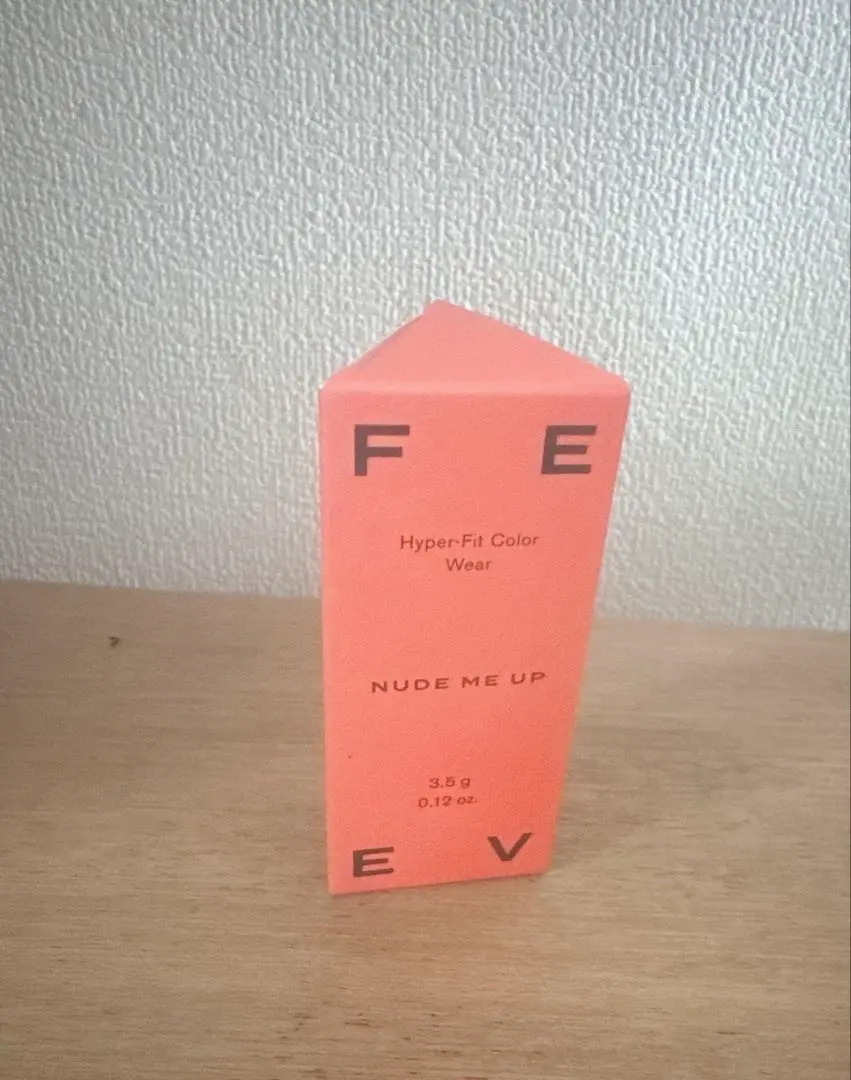 F E
Hyper-Fit Color
Wear
NUDE ME UP
3.5 g
0.12 oz.
E V